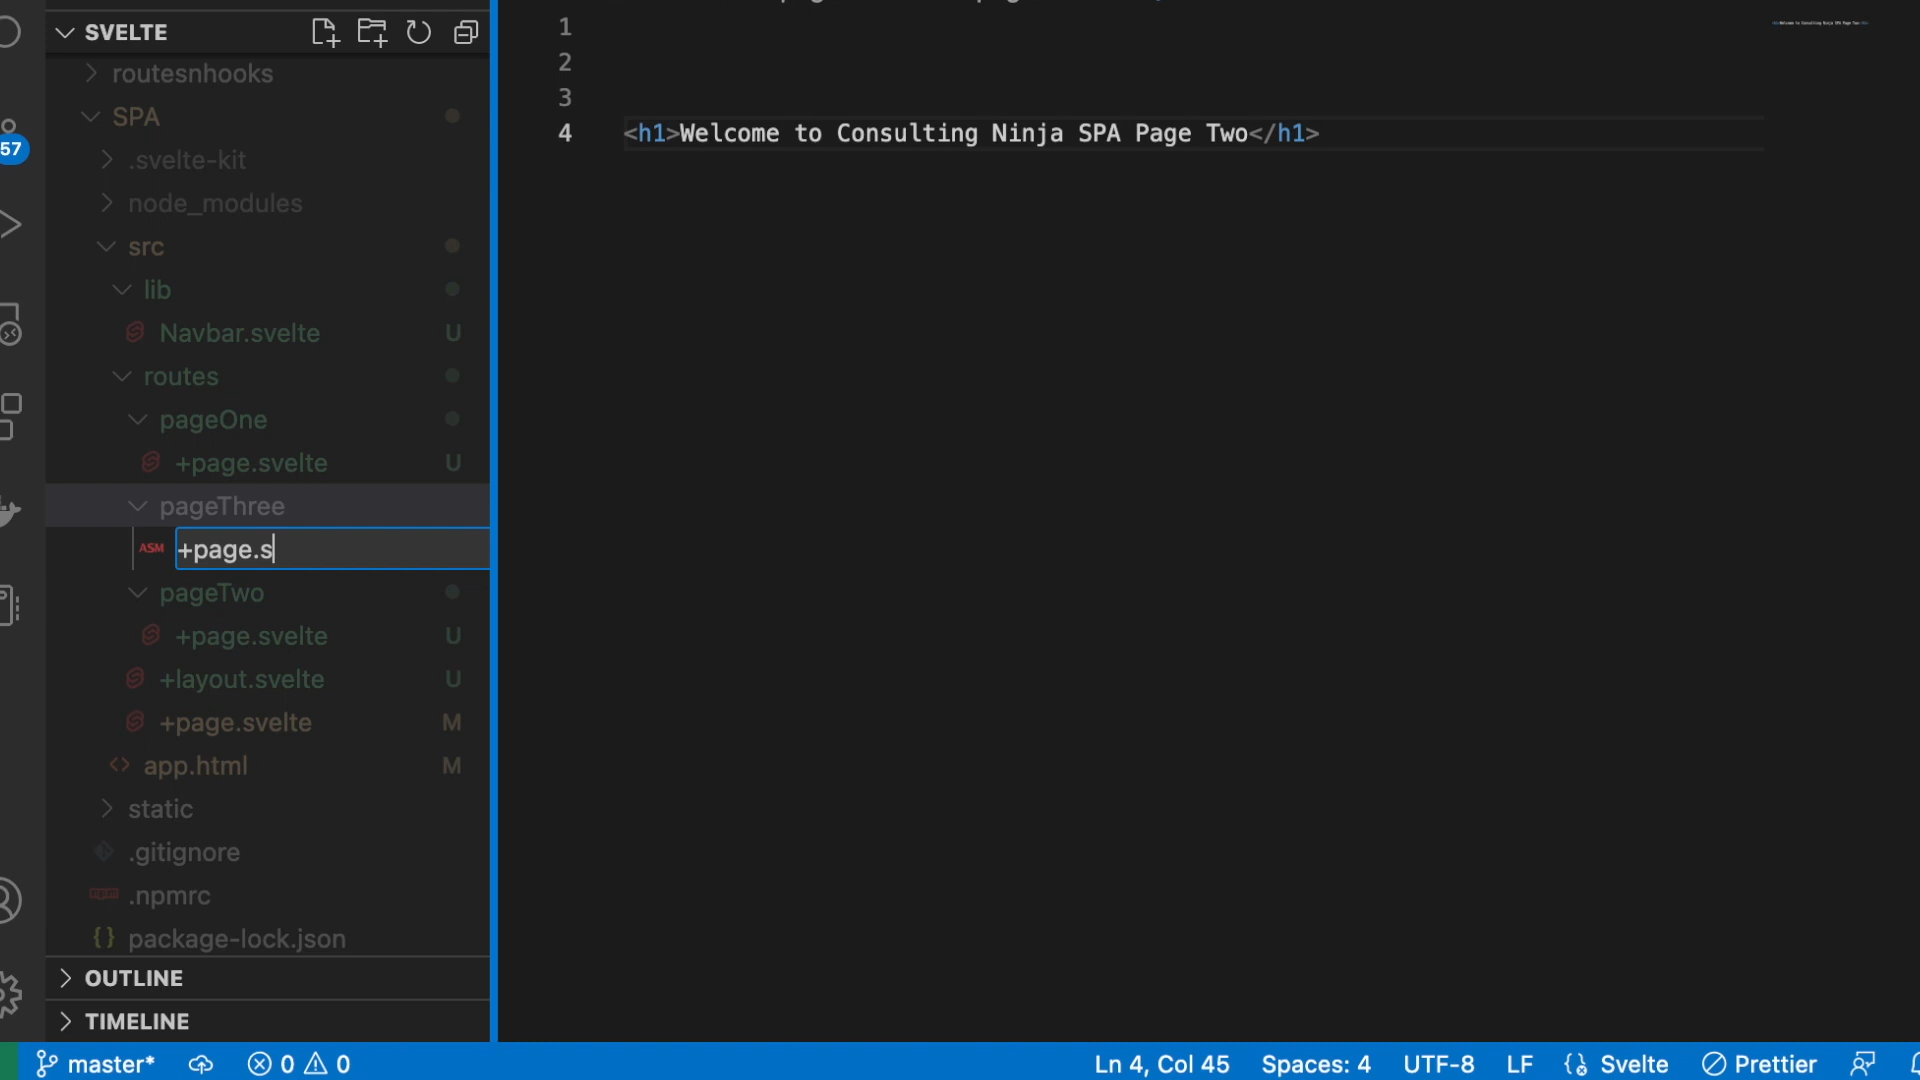 SVELTE
routesnhooks
SPA
.svelte-kit
57
node_modules
src
lib
Navbar.svelte U
routes
pageOne
+page.svelte U
pageThree
ASM +page.s
pageTwo
+page.svelte U
+layout.svelte U
+page.svelte M
<> app.html M
static
.gitignore
npm .npmrc
{} package-lock.json
OUTLINE
TIMELINE
1
2
3
4 <h1>Welcome to Consulting Ninja SPA Page Two</h1>
master* 0 0 Ln 4, Col 45 Spaces: 4 UTF-8 LF Svelte Prettier